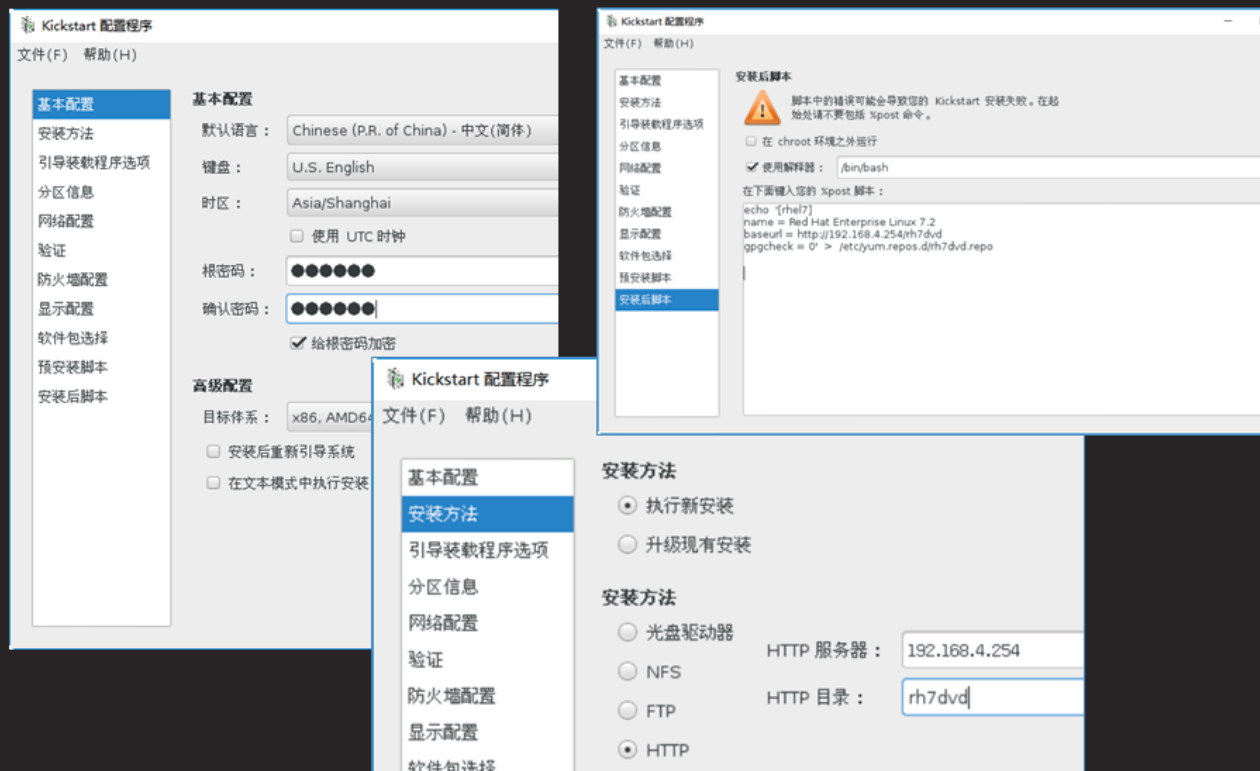 Kickstart 配置程序
文件(F) 帮助(H)
基本配置
安装方法
引导装载程序选项
分区信息
网络配置
验证
防火墙配置
显示配置
软件包选择
预安装脚本
安装后脚本
基本配置
默认语言： Chinese (P.R. of China) - 中文(简体)
键盘： U.S. English
时区： Asia/Shanghai
使用 UTC 时钟
根密码： ●●●●●●
确认密码： ●●●●●●
给根密码加密
高级配置
目标体系： x86, AMD64
安装后重新引导系统
在文本模式中执行安装
Kickstart 配置程序
文件(F) 帮助(H)
基本配置
安装方法
引导装载程序选项
分区信息
网络配置
验证
防火墙配置
显示配置
软件包选择
预安装脚本
安装后脚本
安装后脚本
脚本中的错误可能会导致您的 Kickstart 安装失败。在起
始处请不要包括 %post 命令。
在 chroot 环境之外运行
使用解释器： /bin/bash
在下面键入您的 %post 脚本：
echo '[rhel7]
name = Red Hat Enterprise Linux 7.2
baseurl = http://192.168.4.254/rh7dvd
gpgcheck = 0' > /etc/yum.repos.d/rh7dvd.repo
Kickstart 配置程序
文件(F) 帮助(H)
基本配置
安装方法
引导装载程序选项
分区信息
网络配置
验证
防火墙配置
显示配置
软件包选择
安装方法
执行新安装
升级现有安装
安装方法
光盘驱动器
NFS
FTP
HTTP
HTTP 服务器： 192.168.4.254
HTTP 目录： rh7dvd